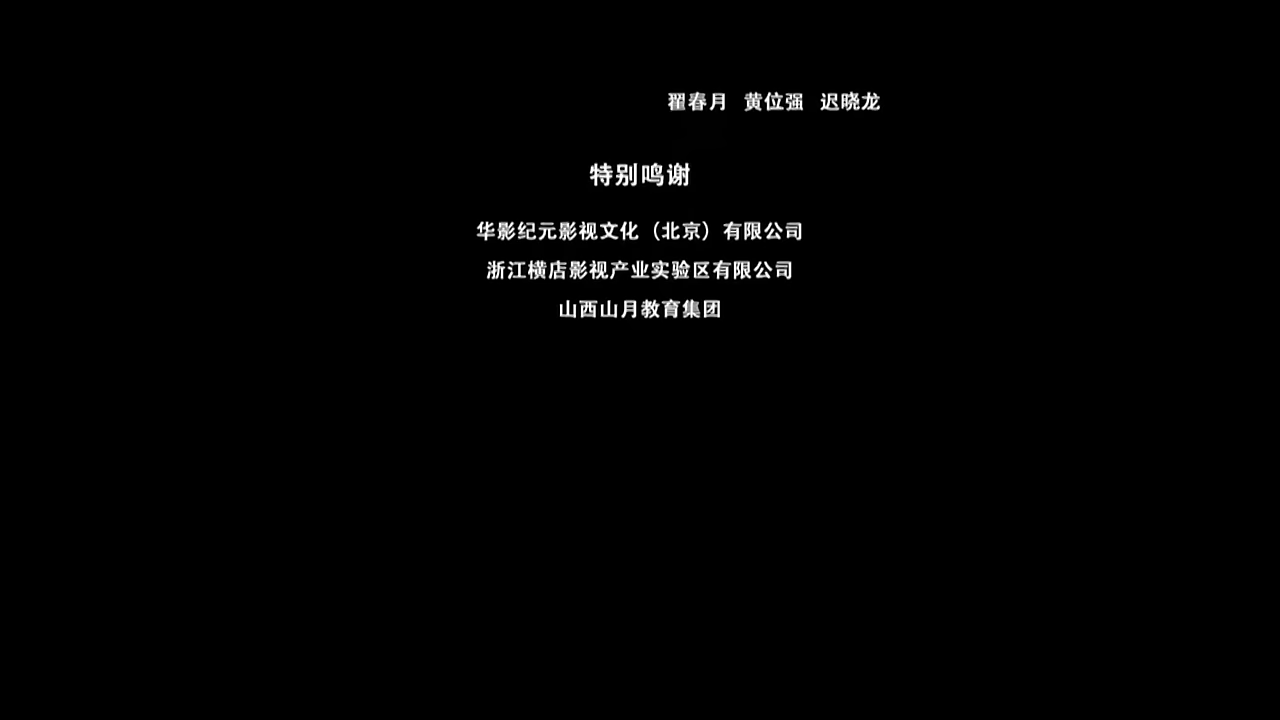 翟春月 黄位强 迟晓龙
特别鸣谢
华影纪元影视文化（北京）有限公司
浙江横店影视产业实验区有限公司
山西山月教育集团